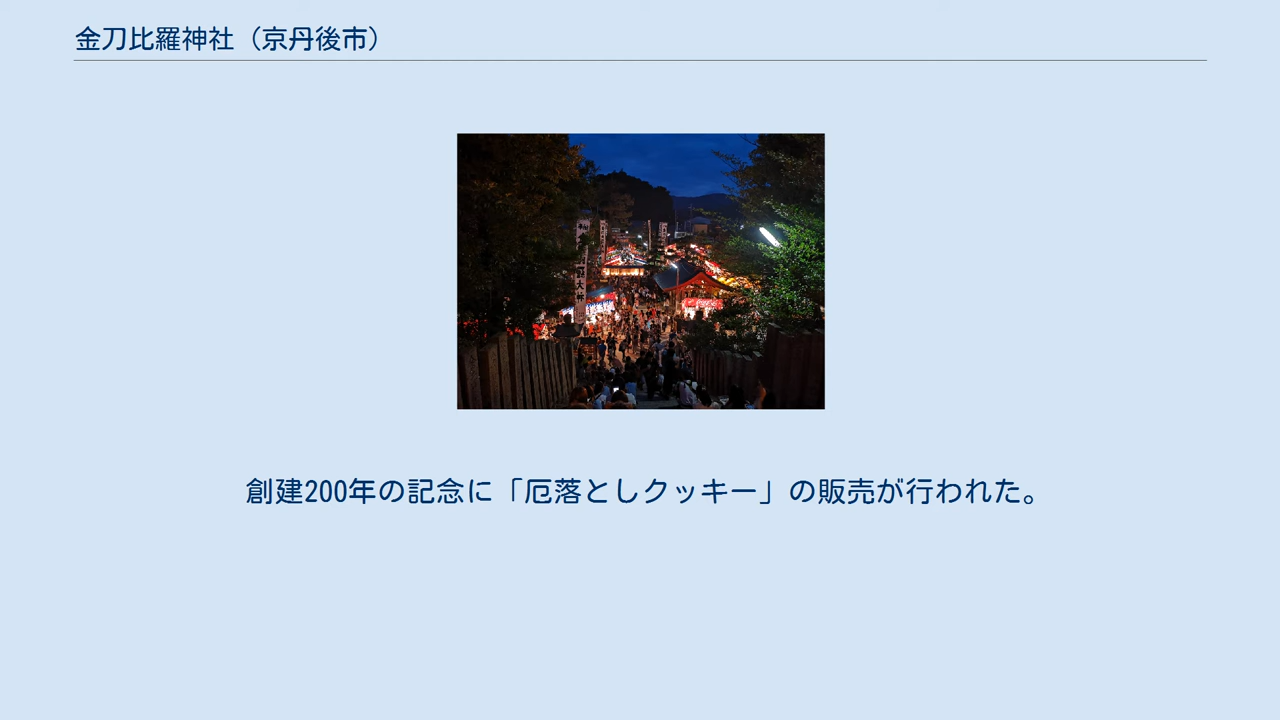 金刀比羅神社（京丹後市）
創建200年の記念に「厄落としクッキー」の販売が行われた。